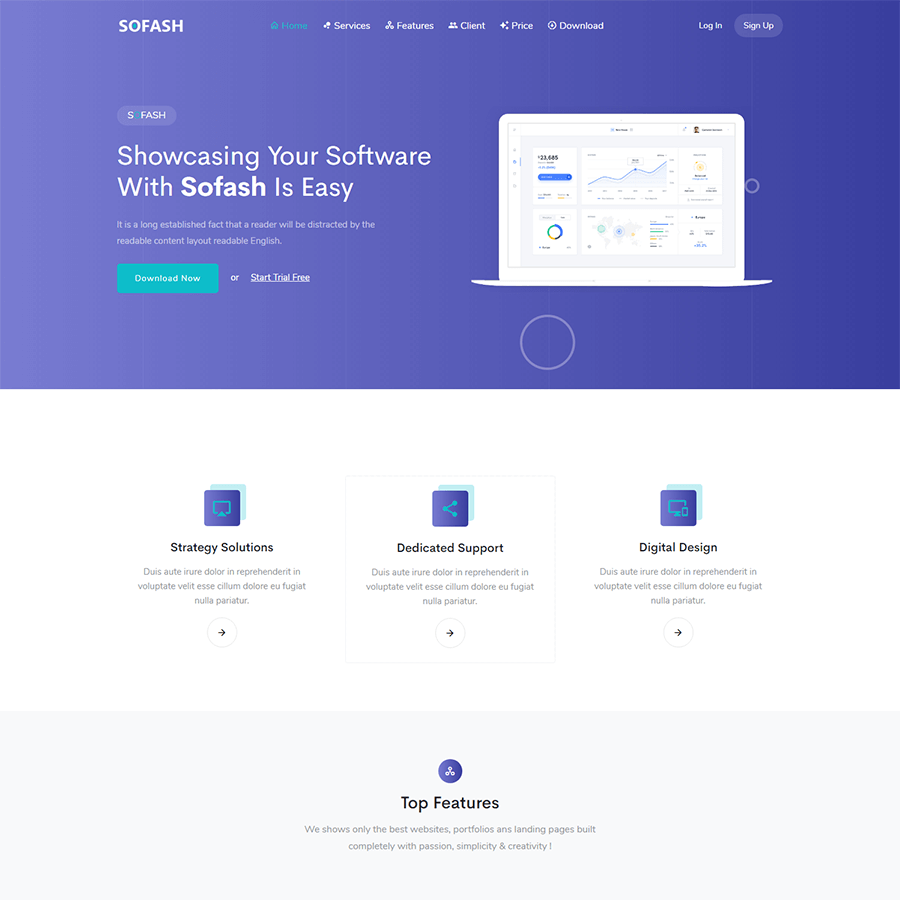 SOFASH
Home Services Features Client Price Download
Log In Sign Up
SOFASH
Showcasing Your Software
With Sofash Is Easy
It is a long established fact that a reader will be distracted by the
readable content layout readable English.
Download Now or Start Trial Free
23,685
Europe
Strategy Solutions
Duis aute irure dolor in reprehenderit in
voluptate velit esse cillum dolore eu fugiat
nulla pariatur.
Dedicated Support
Duis aute irure dolor in reprehenderit in
voluptate velit esse cillum dolore eu fugiat
nulla pariatur.
Digital Design
Duis aute irure dolor in reprehenderit in
voluptate velit esse cillum dolore eu fugiat
nulla pariatur.
Top Features
We shows only the best websites, portfolios ans landing pages built
completely with passion, simplicity & creativity !